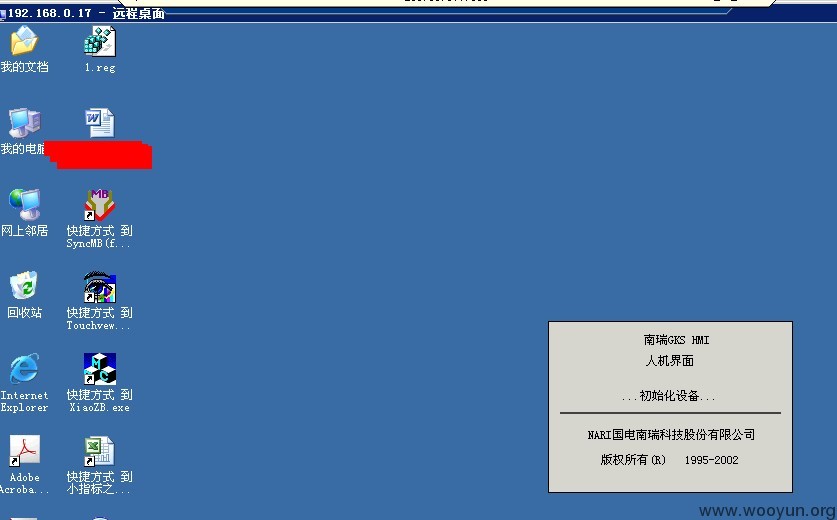 192.168.0.17 - 远程桌面
我的文档
1.reg
我的电脑
网上邻居
快捷方式 到
SyncMB(f...
回收站
快捷方式 到
Touchvew...
Internet
Explorer
快捷方式 到
XiaoZB.exe
Adobe
Acroba...
快捷方式 到
小指标之...
南瑞GKS HMI
人机界面
...初始化设备...
NARI国电南瑞科技股份有限公司
版权所有(R) 1995-2002
www.wooyun.org